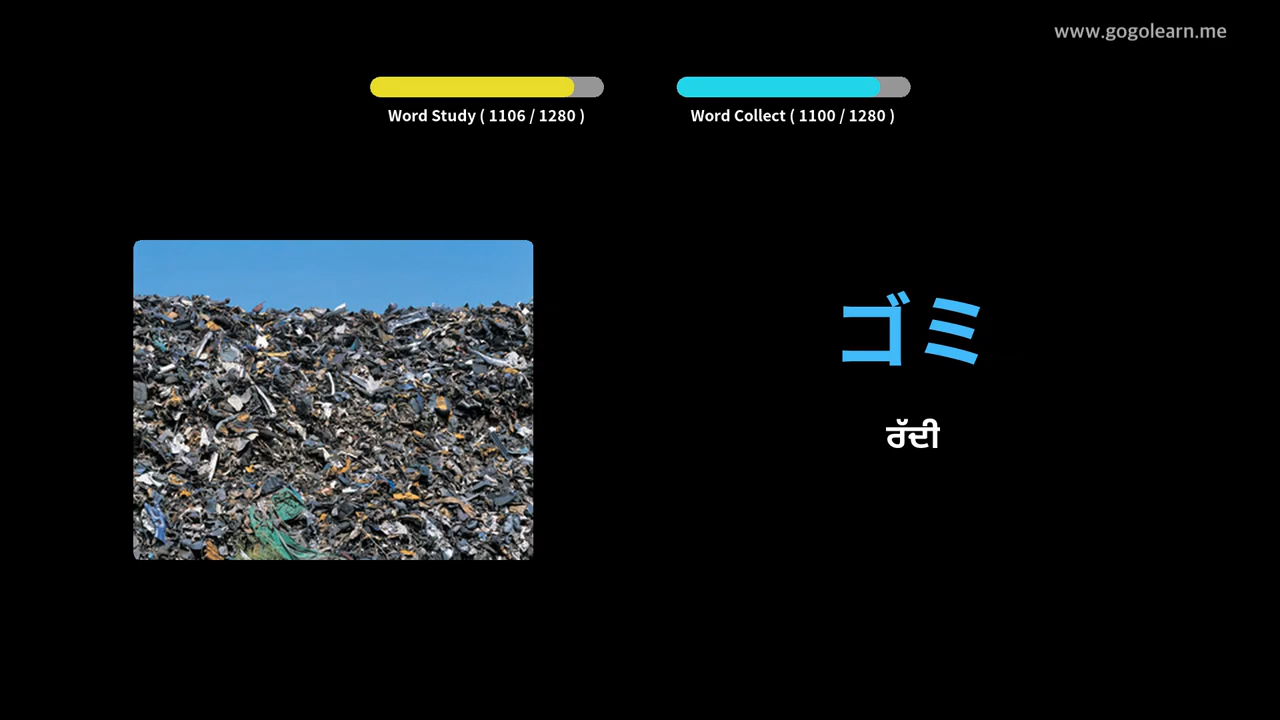 www.gogolearn.me
Word Study ( 1106 / 1280 )
Word Collect ( 1100 / 1280 )
ゴミ
ਰੱਦੀ